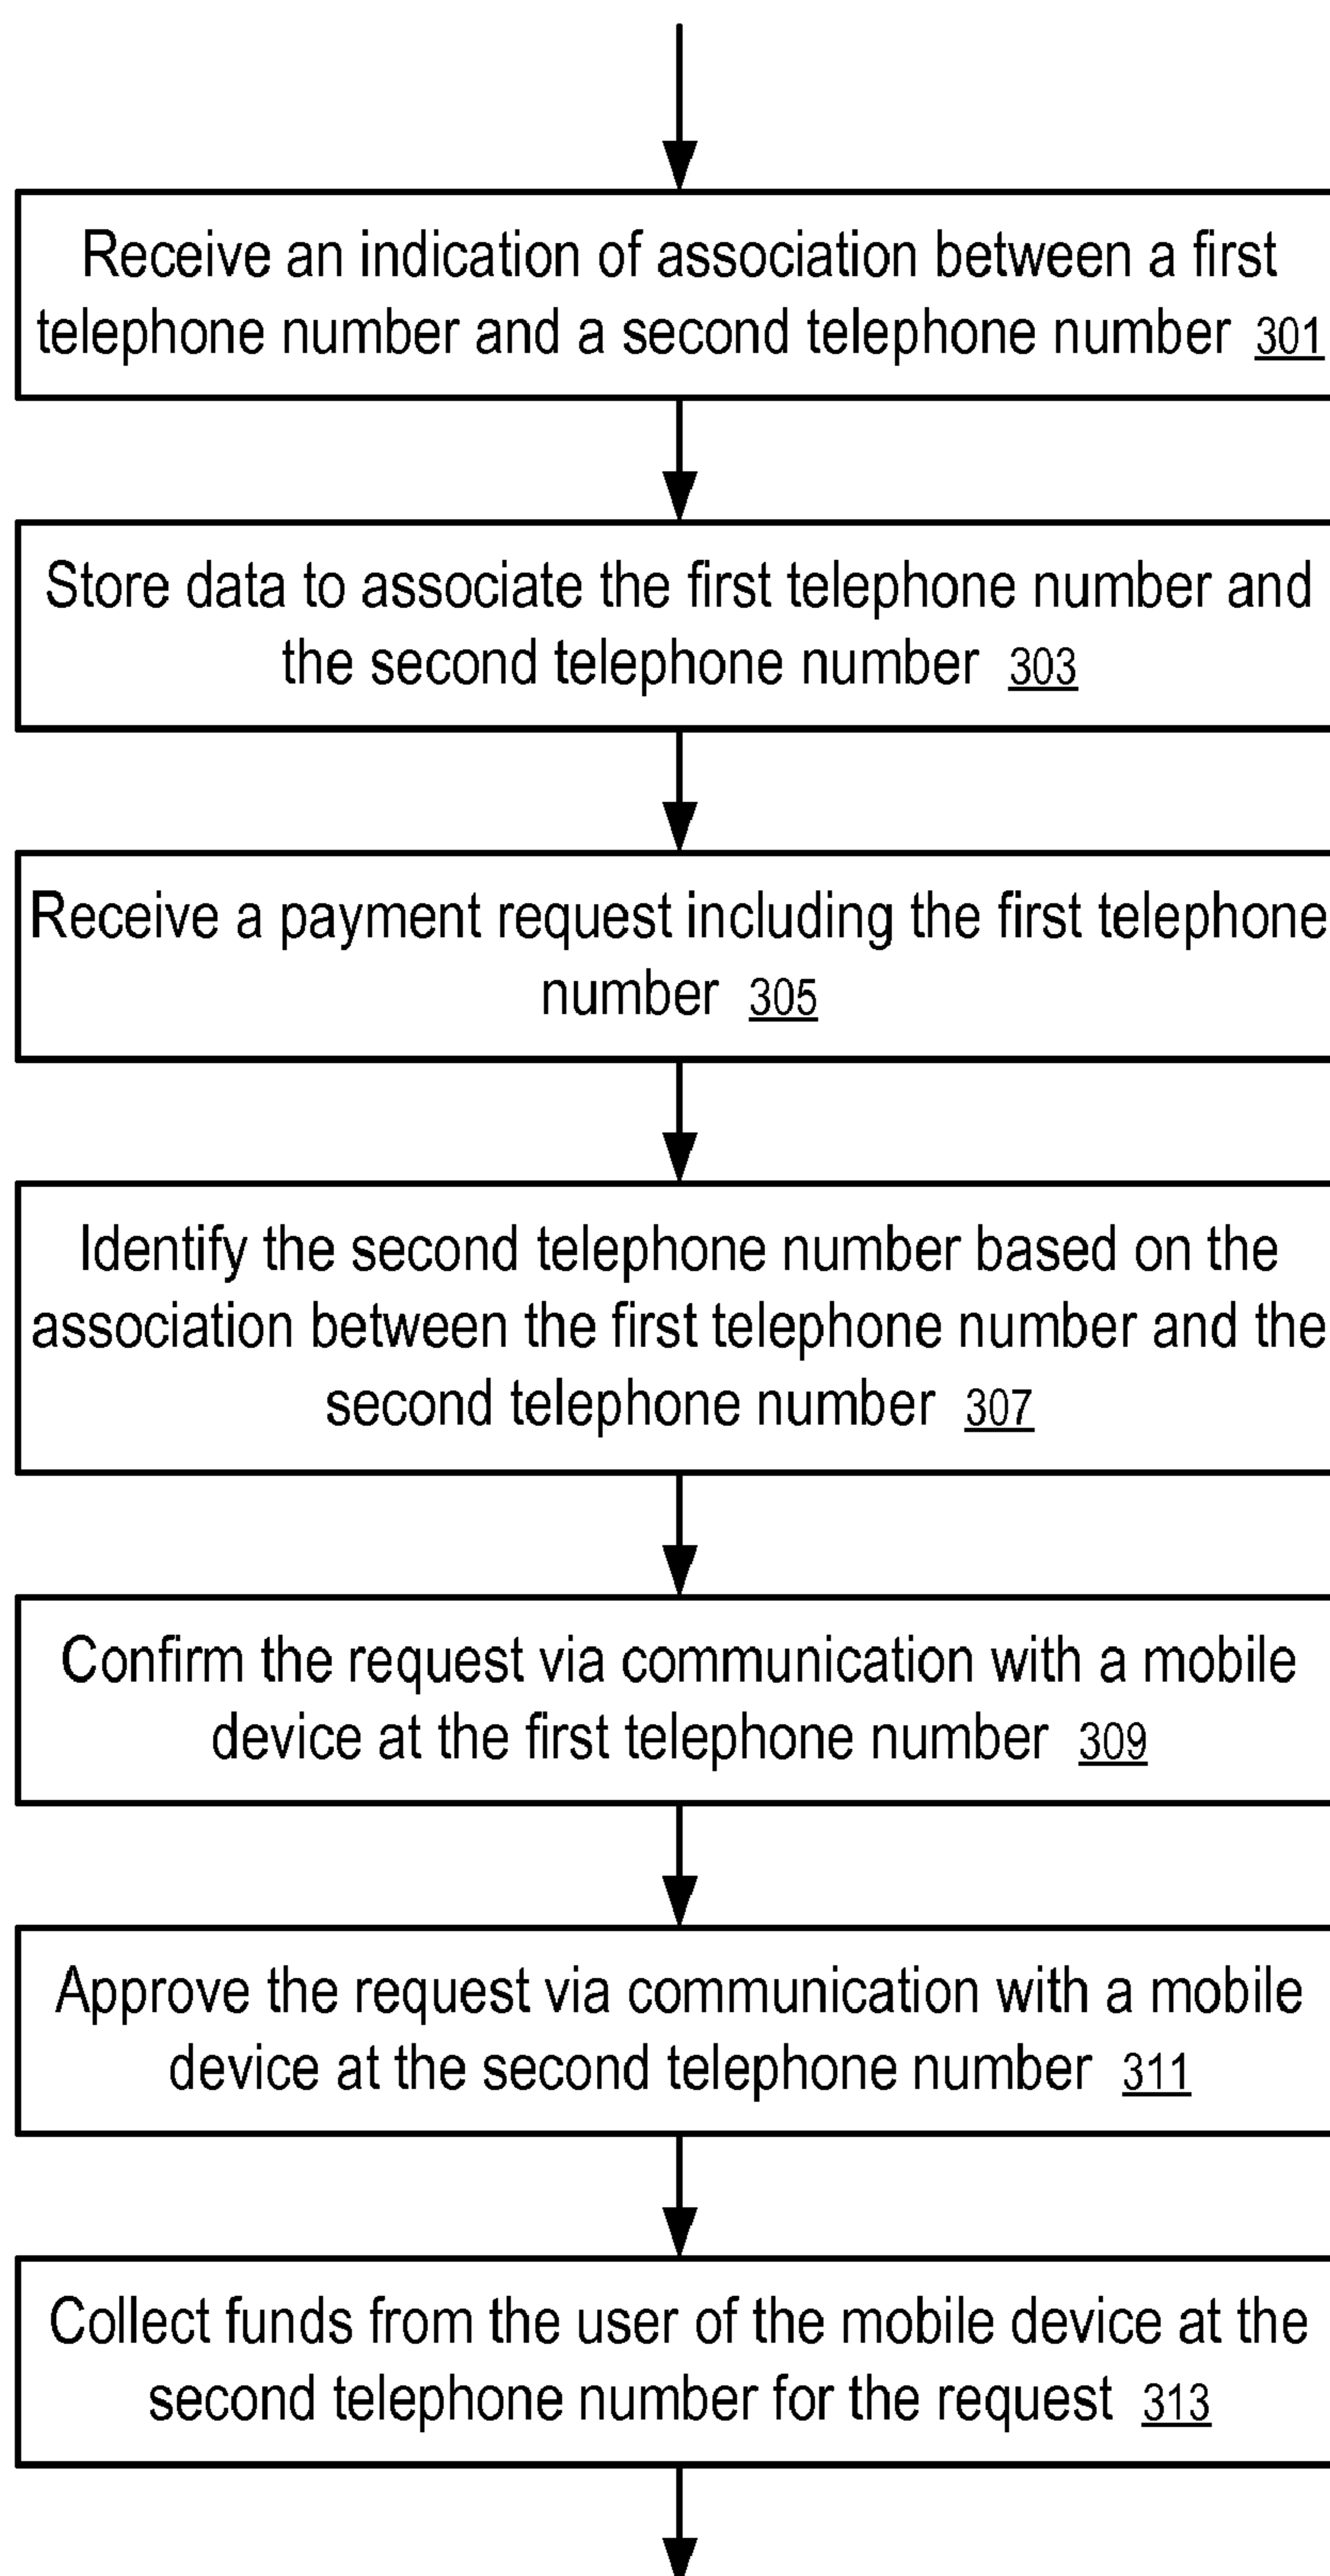 Receive an indication of association between a first
telephone number and a second telephone number 301
Store data to associate the first telephone number and
the second telephone number 303
Receive a payment request including the first telephone
number 305
Identify the second telephone number based on the
association between the first telephone number and the
second telephone number 307
Confirm the request via communication with a mobile
device at the first telephone number 309
Approve the request via communication with a mobile
device at the second telephone number 311
Collect funds from the user of the mobile device at the
second telephone number for the request 313